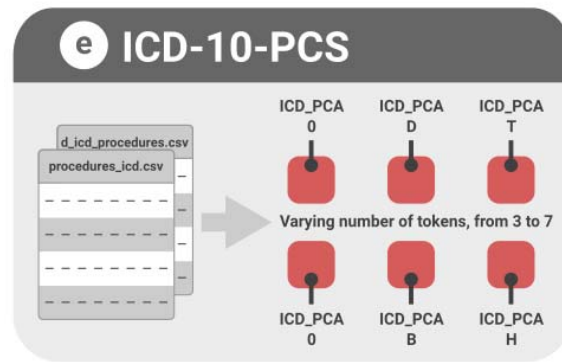 e ICD-10-PCS
d_icd_procedures.csv
procedures_icd.csv
ICD_PCA
0
ICD_PCA
D
ICD_PCA
T
Varying number of tokens, from 3 to 7
ICD_PCA
0
ICD_PCA
B
ICD_PCA
H